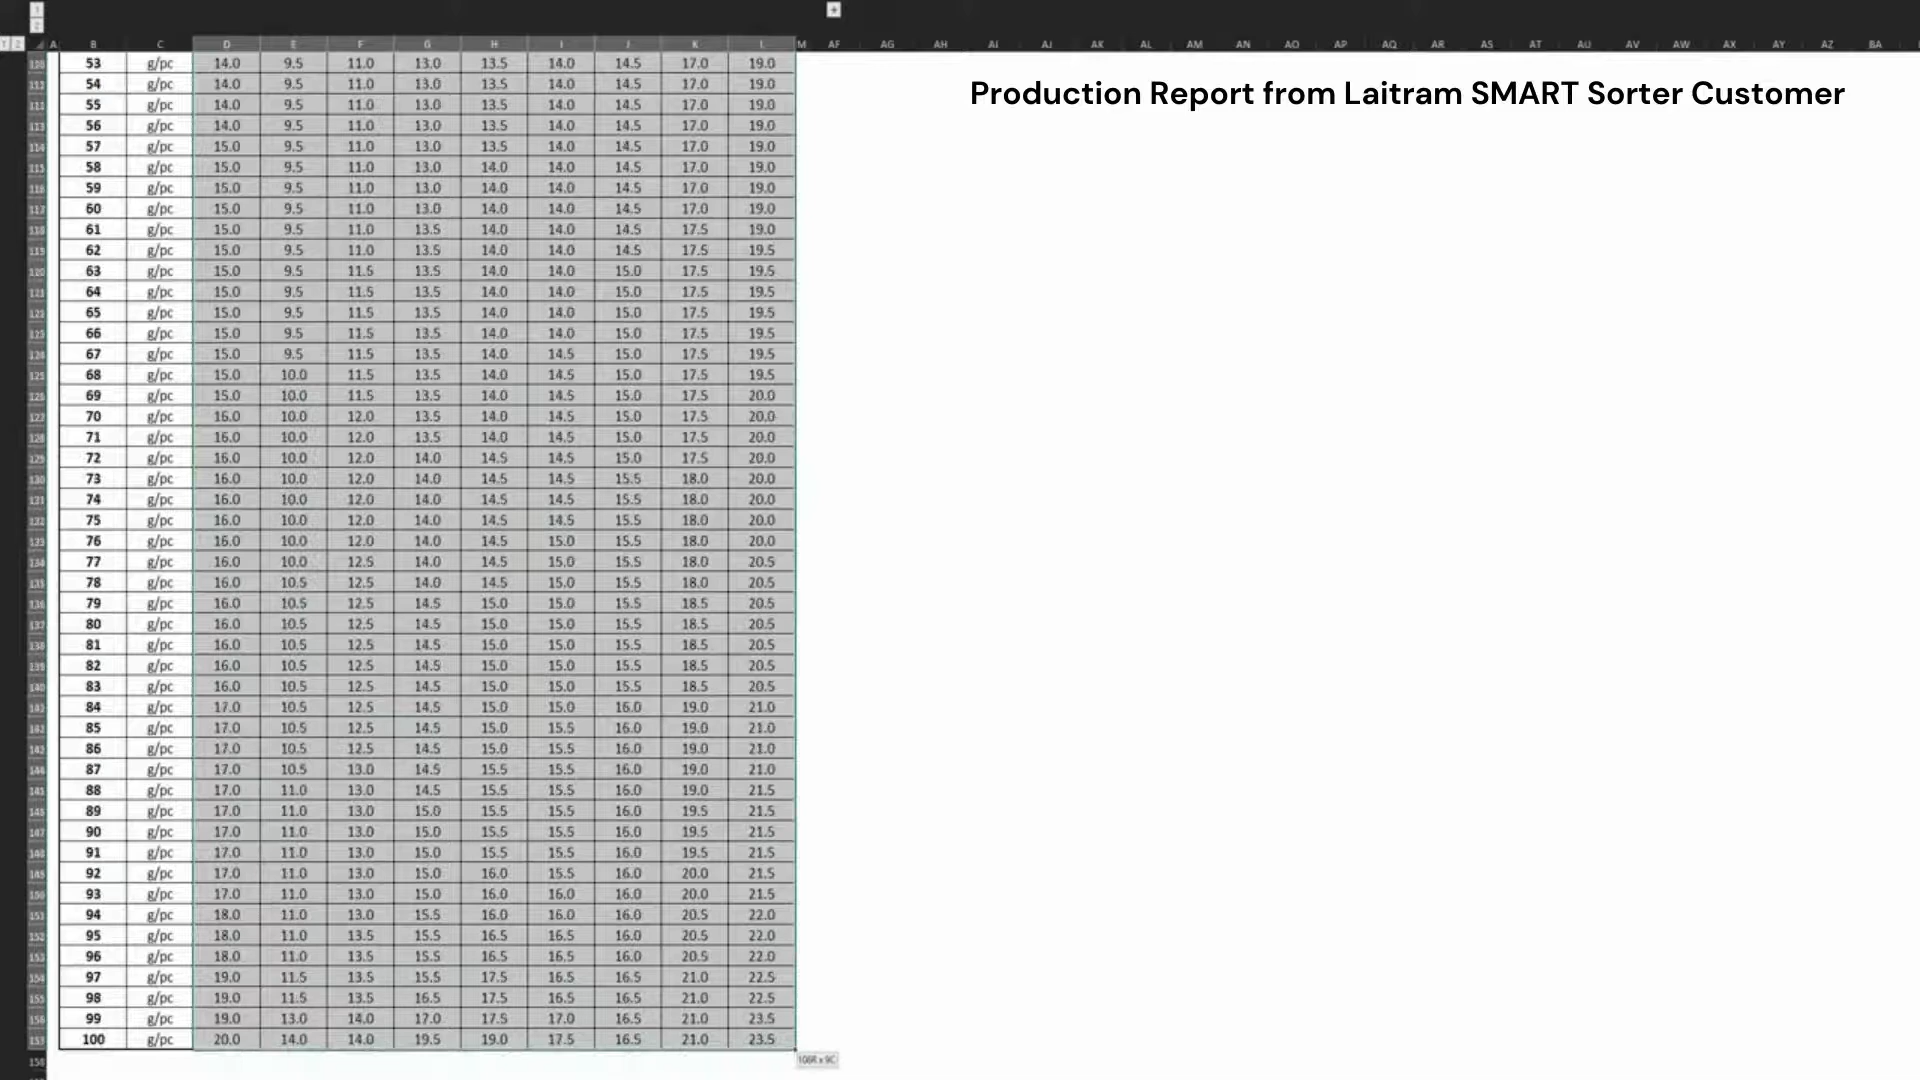 1
2
+
1 2
A B C D E F G H I J K L M AF AG AH AI AJ AK AL AM AN AO AP AQ AR AS AT AU AV AW AX AY AZ BA
Production Report from Laitram SMART Sorter Customer
53 g/pc 14.0 9.5 11.0 13.0 13.5 14.0 14.5 17.0 19.0
54 g/pc 14.0 9.5 11.0 13.0 13.5 14.0 14.5 17.0 19.0
55 g/pc 14.0 9.5 11.0 13.0 13.5 14.0 14.5 17.0 19.0
56 g/pc 14.0 9.5 11.0 13.0 13.5 14.0 14.5 17.0 19.0
57 g/pc 15.0 9.5 11.0 13.0 13.5 14.0 14.5 17.0 19.0
58 g/pc 15.0 9.5 11.0 13.0 14.0 14.0 14.5 17.0 19.0
59 g/pc 15.0 9.5 11.0 13.0 14.0 14.0 14.5 17.0 19.0
60 g/pc 15.0 9.5 11.0 13.0 14.0 14.0 14.5 17.0 19.0
61 g/pc 15.0 9.5 11.0 13.5 14.0 14.0 14.5 17.5 19.0
62 g/pc 15.0 9.5 11.0 13.5 14.0 14.0 14.5 17.5 19.5
63 g/pc 15.0 9.5 11.5 13.5 14.0 14.0 15.0 17.5 19.5
64 g/pc 15.0 9.5 11.5 13.5 14.0 14.0 15.0 17.5 19.5
65 g/pc 15.0 9.5 11.5 13.5 14.0 14.0 15.0 17.5 19.5
66 g/pc 15.0 9.5 11.5 13.5 14.0 14.0 15.0 17.5 19.5
67 g/pc 15.0 9.5 11.5 13.5 14.0 14.5 15.0 17.5 19.5
68 g/pc 15.0 10.0 11.5 13.5 14.0 14.5 15.0 17.5 19.5
69 g/pc 15.0 10.0 11.5 13.5 14.0 14.5 15.0 17.5 20.0
70 g/pc 16.0 10.0 12.0 13.5 14.0 14.5 15.0 17.5 20.0
71 g/pc 16.0 10.0 12.0 13.5 14.0 14.5 15.0 17.5 20.0
72 g/pc 16.0 10.0 12.0 14.0 14.5 14.5 15.0 17.5 20.0
73 g/pc 16.0 10.0 12.0 14.0 14.5 14.5 15.5 18.0 20.0
74 g/pc 16.0 10.0 12.0 14.0 14.5 14.5 15.5 18.0 20.0
75 g/pc 16.0 10.0 12.0 14.0 14.5 14.5 15.5 18.0 20.0
76 g/pc 16.0 10.0 12.0 14.0 14.5 15.0 15.5 18.0 20.0
77 g/pc 16.0 10.0 12.5 14.0 14.5 15.0 15.5 18.0 20.5
78 g/pc 16.0 10.5 12.5 14.0 14.5 15.0 15.5 18.0 20.5
79 g/pc 16.0 10.5 12.5 14.5 15.0 15.0 15.5 18.5 20.5
80 g/pc 16.0 10.5 12.5 14.5 15.0 15.0 15.5 18.5 20.5
81 g/pc 16.0 10.5 12.5 14.5 15.0 15.0 15.5 18.5 20.5
82 g/pc 16.0 10.5 12.5 14.5 15.0 15.0 15.5 18.5 20.5
83 g/pc 16.0 10.5 12.5 14.5 15.0 15.0 15.5 18.5 20.5
84 g/pc 17.0 10.5 12.5 14.5 15.0 15.5 16.0 19.0 21.0
85 g/pc 17.0 10.5 12.5 14.5 15.0 15.5 16.0 19.0 21.0
86 g/pc 17.0 10.5 12.5 14.5 15.0 15.5 16.0 19.0 21.0
87 g/pc 17.0 10.5 13.0 14.5 15.5 15.5 16.0 19.0 21.0
88 g/pc 17.0 11.0 13.0 14.5 15.5 15.5 16.0 19.0 21.5
89 g/pc 17.0 11.0 13.0 15.0 15.5 15.5 16.0 19.5 21.5
90 g/pc 17.0 11.0 13.0 15.0 15.5 15.5 16.0 19.5 21.5
91 g/pc 17.0 11.0 13.0 15.0 15.5 15.5 16.0 19.5 21.5
92 g/pc 17.0 11.0 13.0 15.0 16.0 15.5 16.0 20.0 21.5
93 g/pc 17.0 11.0 13.0 15.0 16.0 16.0 16.0 20.0 21.5
94 g/pc 18.0 11.0 13.0 15.5 16.0 16.0 16.0 20.5 22.0
95 g/pc 18.0 11.0 13.5 15.5 16.5 16.5 16.0 20.5 22.0
96 g/pc 18.0 11.0 13.5 15.5 16.5 16.5 16.0 20.5 22.0
97 g/pc 19.0 11.5 13.5 15.5 17.5 16.5 16.5 21.0 22.5
98 g/pc 19.0 11.5 13.5 16.5 17.5 16.5 16.5 21.0 22.5
99 g/pc 19.0 13.0 14.0 17.0 17.5 17.0 16.5 21.0 23.5
100 g/pc 20.0 14.0 14.0 19.5 19.0 17.5 16.5 21.0 23.5